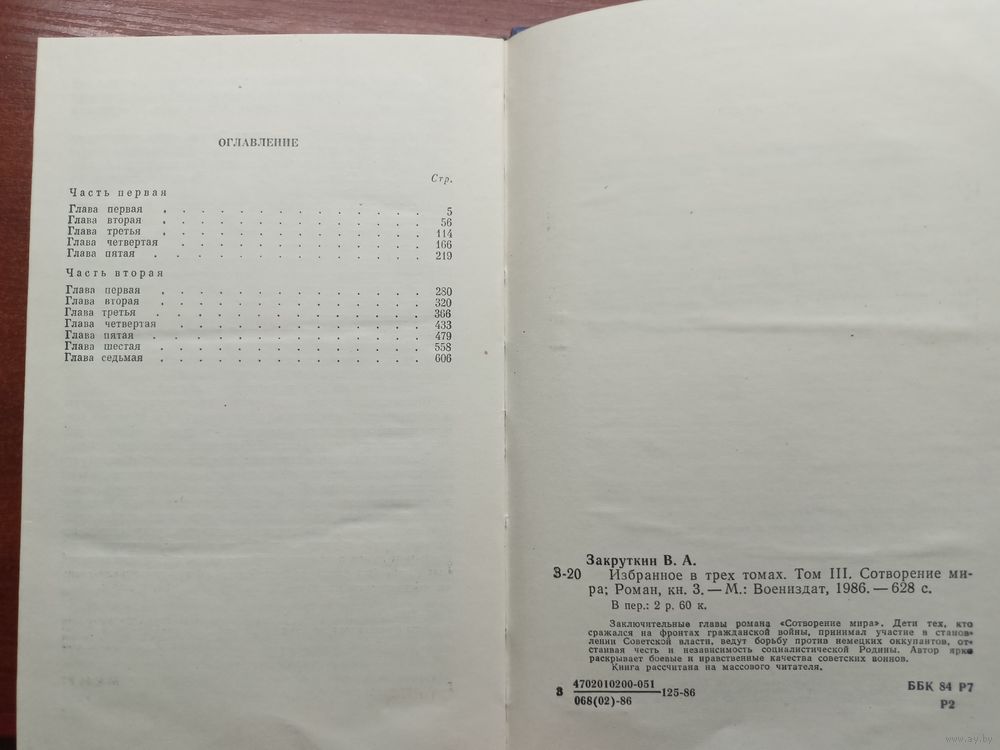 ОГЛАВЛЕНИЕ
Стр.
Часть первая
Глава первая . . . . . . . . . . . . . . 5
Глава вторая . . . . . . . . . . . . . . 56
Глава третья . . . . . . . . . . . . . . 114
Глава четвертая . . . . . . . . . . . . . 166
Глава пятая . . . . . . . . . . . . . . 219
Часть вторая
Глава первая . . . . . . . . . . . . . . 280
Глава вторая . . . . . . . . . . . . . . 320
Глава третья . . . . . . . . . . . . . . 366
Глава четвертая . . . . . . . . . . . . . 433
Глава пятая . . . . . . . . . . . . . . 479
Глава шестая . . . . . . . . . . . . . . 558
Глава седьмая . . . . . . . . . . . . . . 606
Закруткин В. А.
З-20 Избранное в трех томах. Том III. Сотворение ми-
ра; Роман, кн. 3. — М.: Воениздат, 1986. — 628 с.
В пер.: 2 р. 60 к.
Заключительные главы романа «Сотворение мира». Дети тех, кто
сражался на фронтах гражданской войны, принимал участие в станов-
лении Советской власти, ведут борьбу против немецких оккупантов, от-
стаивая честь и независимость социалистической Родины. Автор ярко
раскрывает боевые и нравственные качества советских воинов.
Книга рассчитана на массового читателя.
З 4702010200-051
068(02)-86 125-86
ББК 84 Р7
Р2
www.ay.by